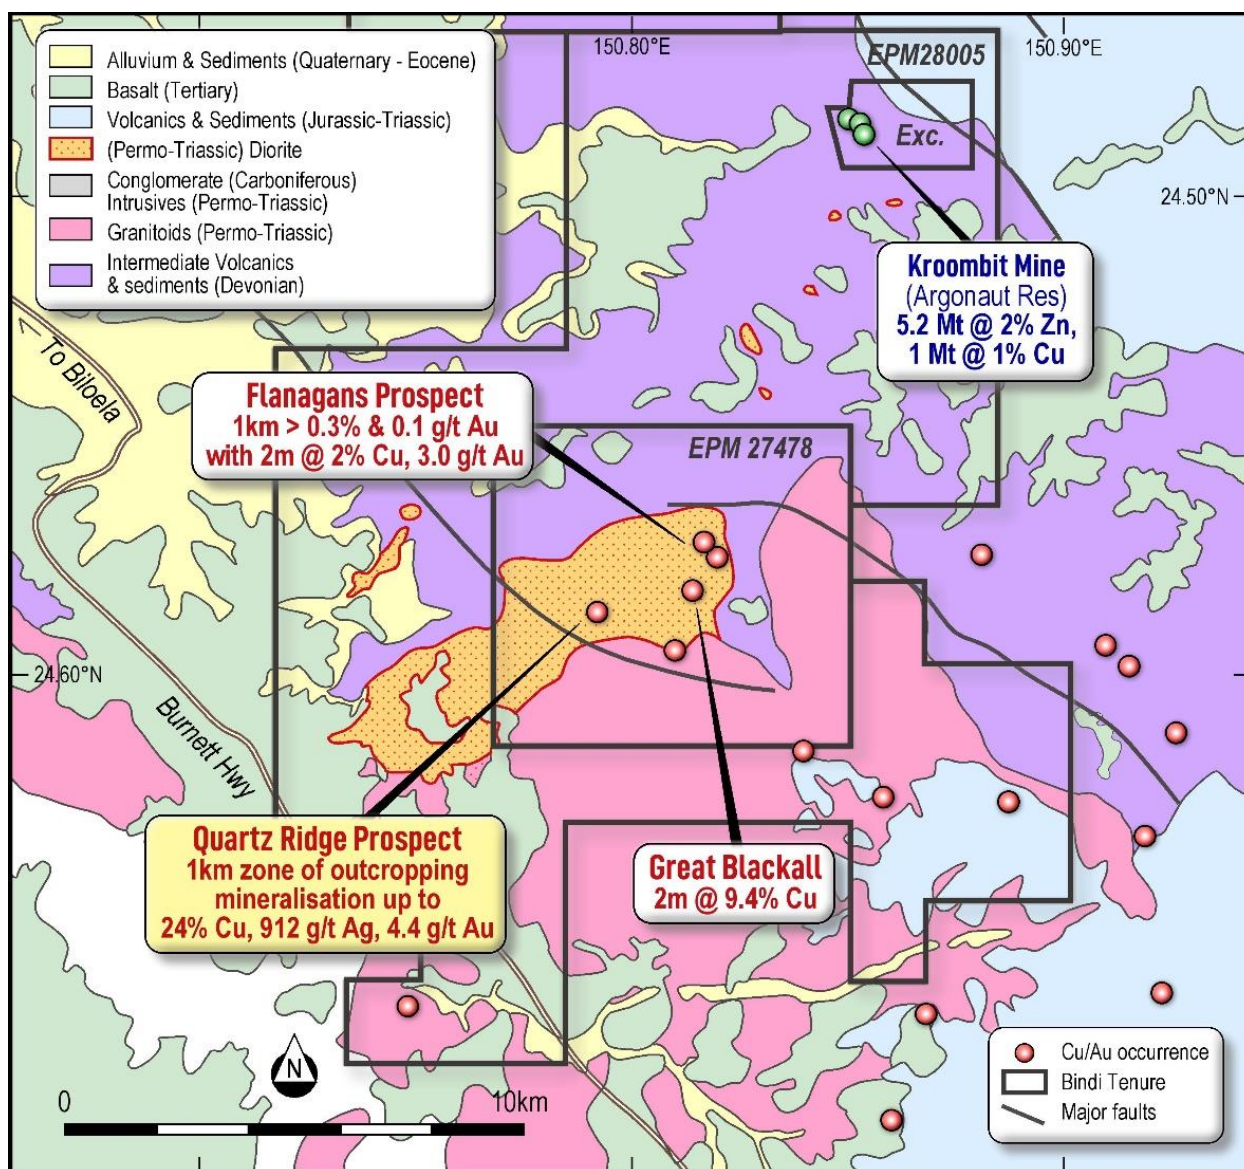 Alluvium & Sediments (Quaternary - Eocene)
Basalt (Tertiary)
Volcanics & Sediments (Jurassic-Triassic)
(Permo-Triassic) Diorite
Conglomerate (Carboniferous)
Intrusives (Permo-Triassic)
Granitoids (Permo-Triassic)
Intermediate Volcanics
& sediments (Devonian)
150.80°E
150.90°E
EPM28005
Exc.
24.50°N
Kroombit Mine
(Argonaut Res)
5.2 Mt @ 2% Zn,
1 Mt @ 1% Cu
To Biloela
Flanagans Prospect
1km > 0.3% & 0.1 g/t Au
with 2m @ 2% Cu, 3.0 g/t Au
EPM 27478
24.60°N
Burnett Hwy
Quartz Ridge Prospect
1km zone of outcropping
mineralisation up to
24% Cu, 912 g/t Ag, 4.4 g/t Au
Great Blackall
2m @ 9.4% Cu
N
0
10km
Cu/Au occurrence
Bindi Tenure
Major faults